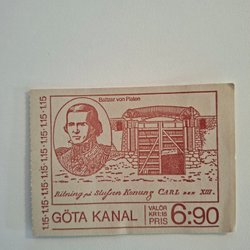 Baltzar von Platen
1.15·1.15·1.15·1.15·1.15·1.15
Ritning på Slussen Konung CARL DEN XIII.
GÖTA KANAL
VALÖR
KR 1:15
PRIS
6:90